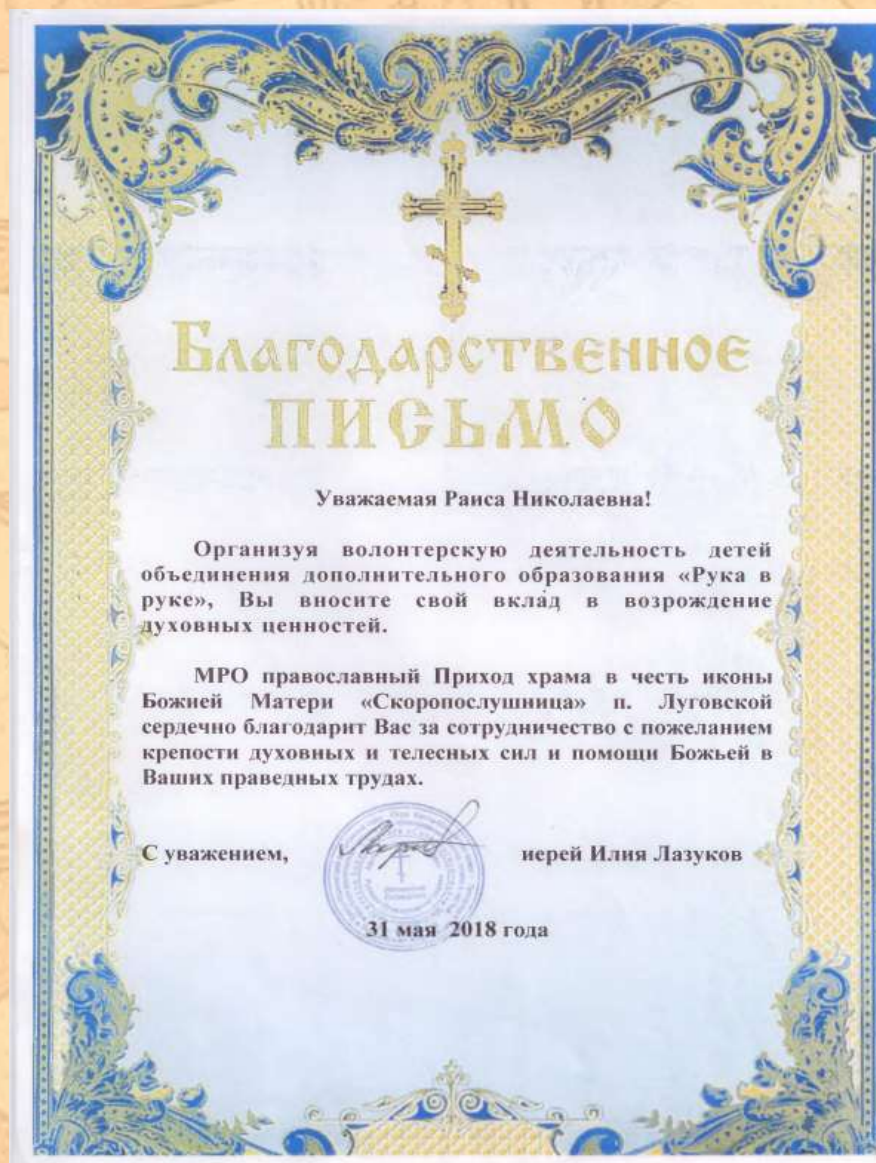 Благодарственное
письмо
Уважаемая Раиса Николаевна!
Организуя волонтерскую деятельность детей
объединения дополнительного образования «Рука в
руке», Вы вносите свой вклад в возрождение
духовных ценностей.
МРО православный Приход храма в честь иконы
Божией Матери «Скоропослушница» п. Луговской
сердечно благодарит Вас за сотрудничество с пожеланием
крепости духовных и телесных сил и помощи Божьей в
Ваших праведных трудах.
С уважением, иерей Илия Лазуков
31 мая 2018 года